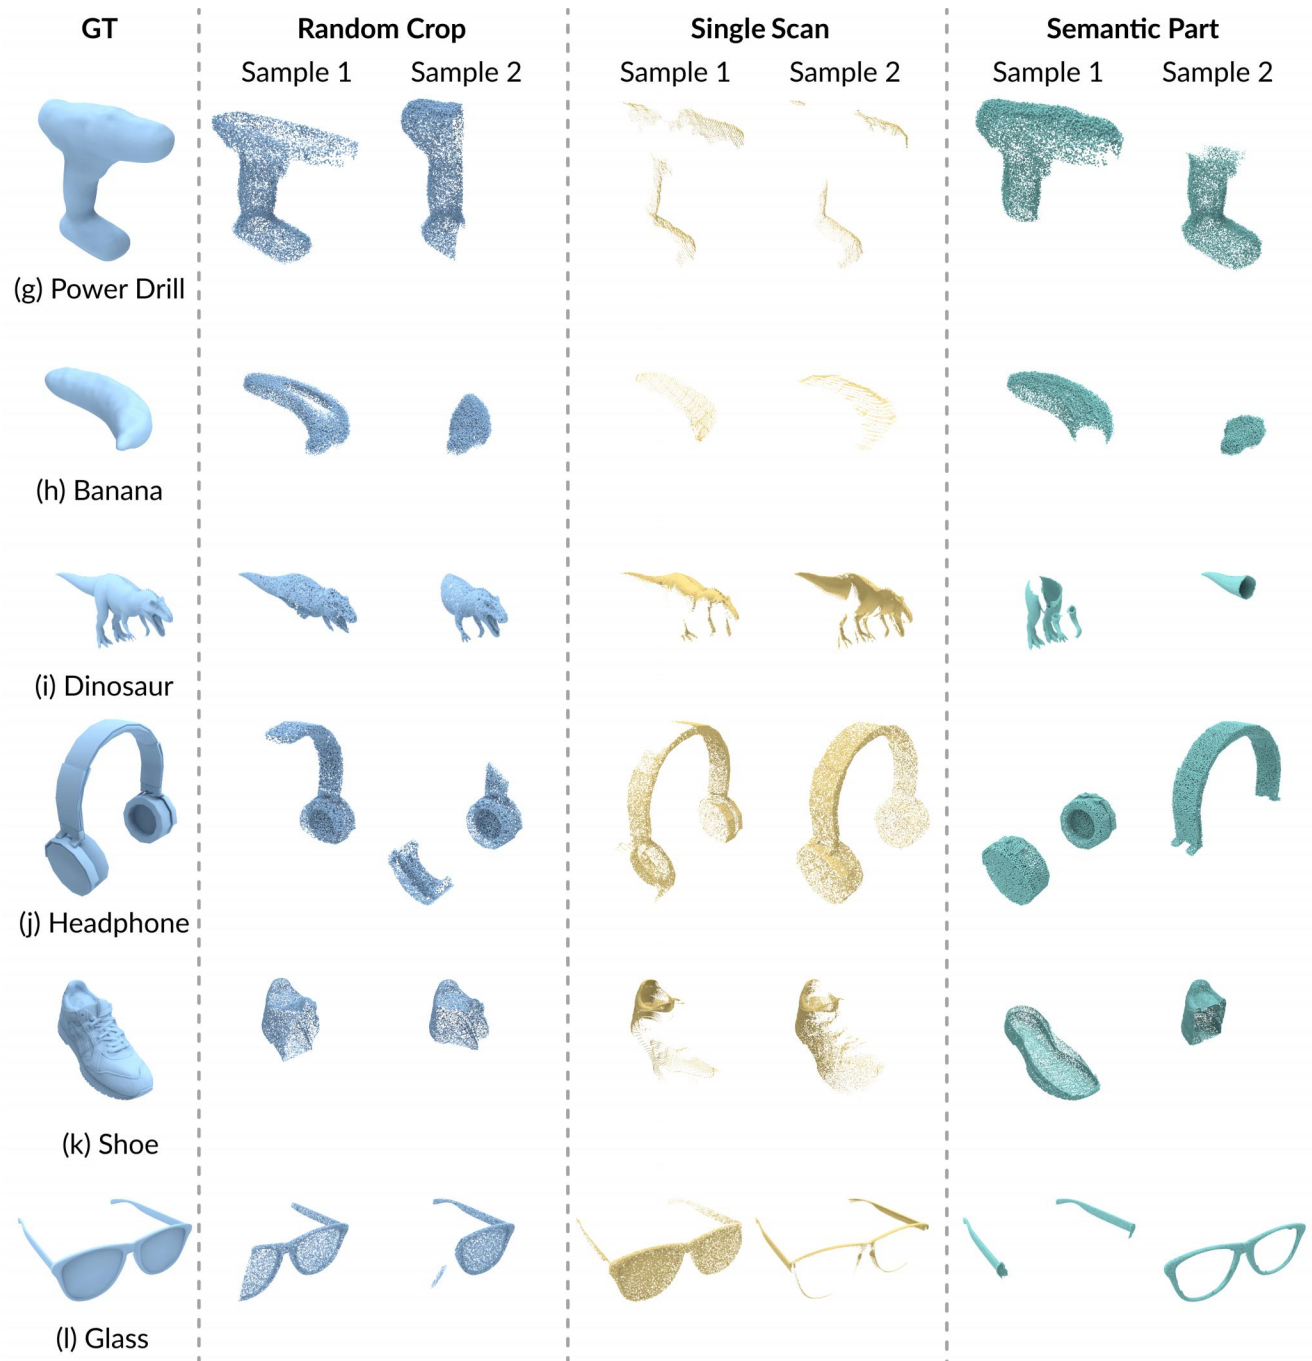 GT
Random Crop
Single Scan
Semantic Part
Sample 1
Sample 2
Sample 1
Sample 2
Sample 1
Sample 2
(g) Power Drill
(h) Banana
(i) Dinosaur
(j) Headphone
(k) Shoe
(l) Glass